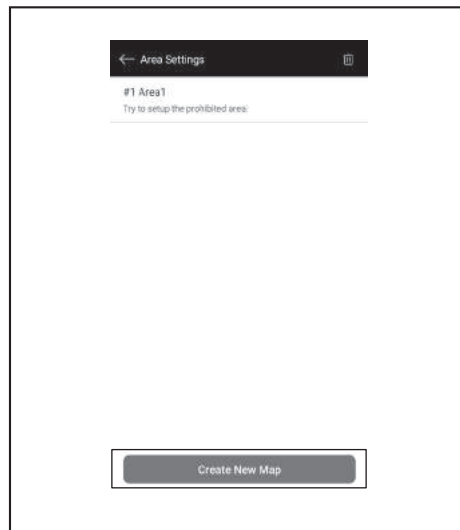 Area Settings
#1 Area1
Try to setup the prohibited area.
Create New Map